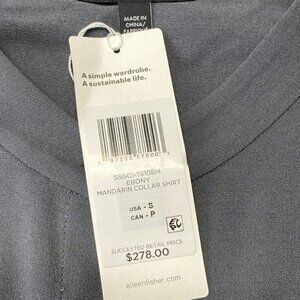 MADE IN
CHINA/
A simple wardrobe.
A sustainable life.
S5GCI-T6108M
EBONY
MANDARIN COLLAR SHIRT
USA - S
CAN - P
SUGGESTED RETAIL PRICE
$278.00
eileenfisher.com